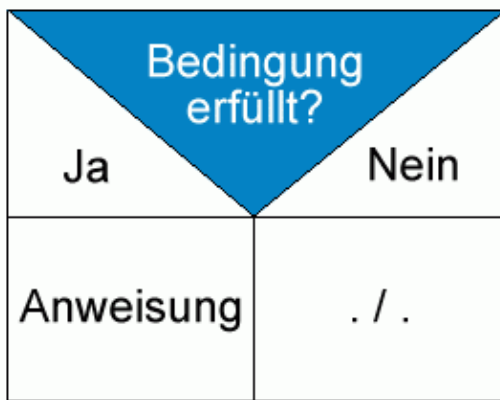 Bedingung
erfüllt?
Ja
Nein
Anweisung
. / .